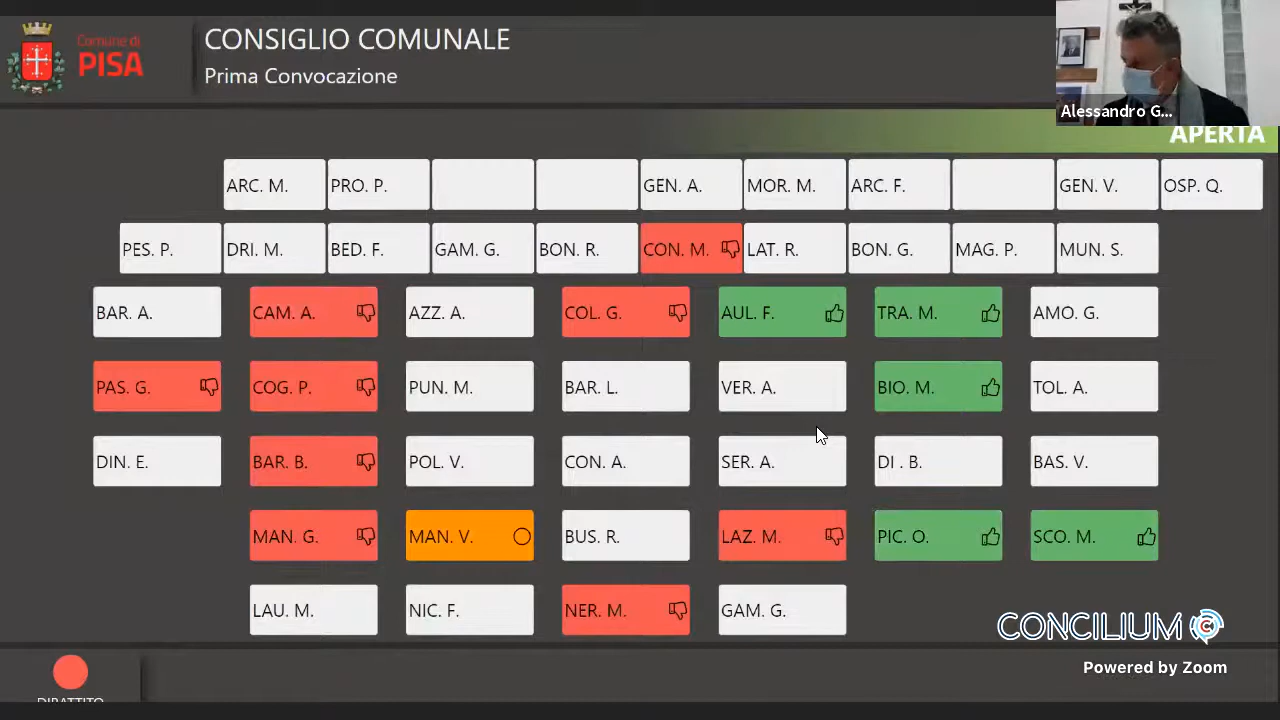 Comune di
PISA
CONSIGLIO COMUNALE
Prima Convocazione
Alessandro G...
APERTA
ARC. M. PRO. P. GEN. A. MOR. M. ARC. F. GEN. V. OSP. Q.
PES. P. DRI. M. BED. F. GAM. G. BON. R. CON. M. LAT. R. BON. G. MAG. P. MUN. S.
BAR. A. CAM. A. AZZ. A. COL. G. AUL. F. TRA. M. AMO. G.
PAS. G. COG. P. PUN. M. BAR. L. VER. A. BIO. M. TOL. A.
DIN. E. BAR. B. POL. V. CON. A. SER. A. DI . B. BAS. V.
MAN. G. MAN. V. BUS. R. LAZ. M. PIC. O. SCO. M.
LAU. M. NIC. F. NER. M. GAM. G.
CONCILIUM
Powered by Zoom
DIBATTITO